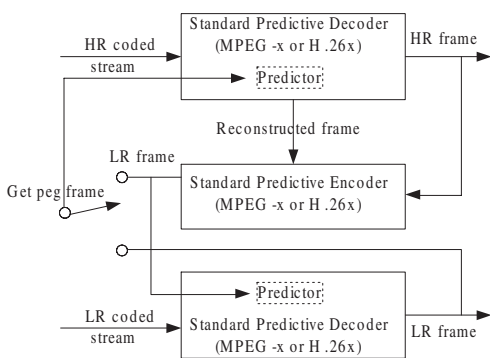 Standard Predictive Decoder
(MPEG -x or H .26x)
HR coded
stream
HR frame
Predictor
Reconstructed frame
LR frame
Standard Predictive Encoder
(MPEG -x or H .26x)
Get peg frame
Predictor
LR coded
stream
Standard Predictive Decoder
(MPEG -x or H .26x)
LR frame